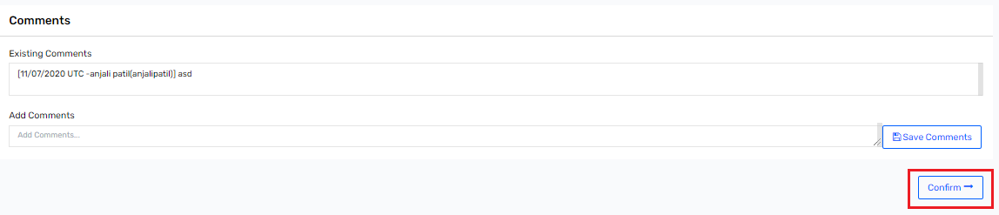 Comments
Existing Comments
[11/07/2020 UTC -anjali patil(anjalipatil)] asd
Add Comments
Add Comments...
Save Comments
Confirm